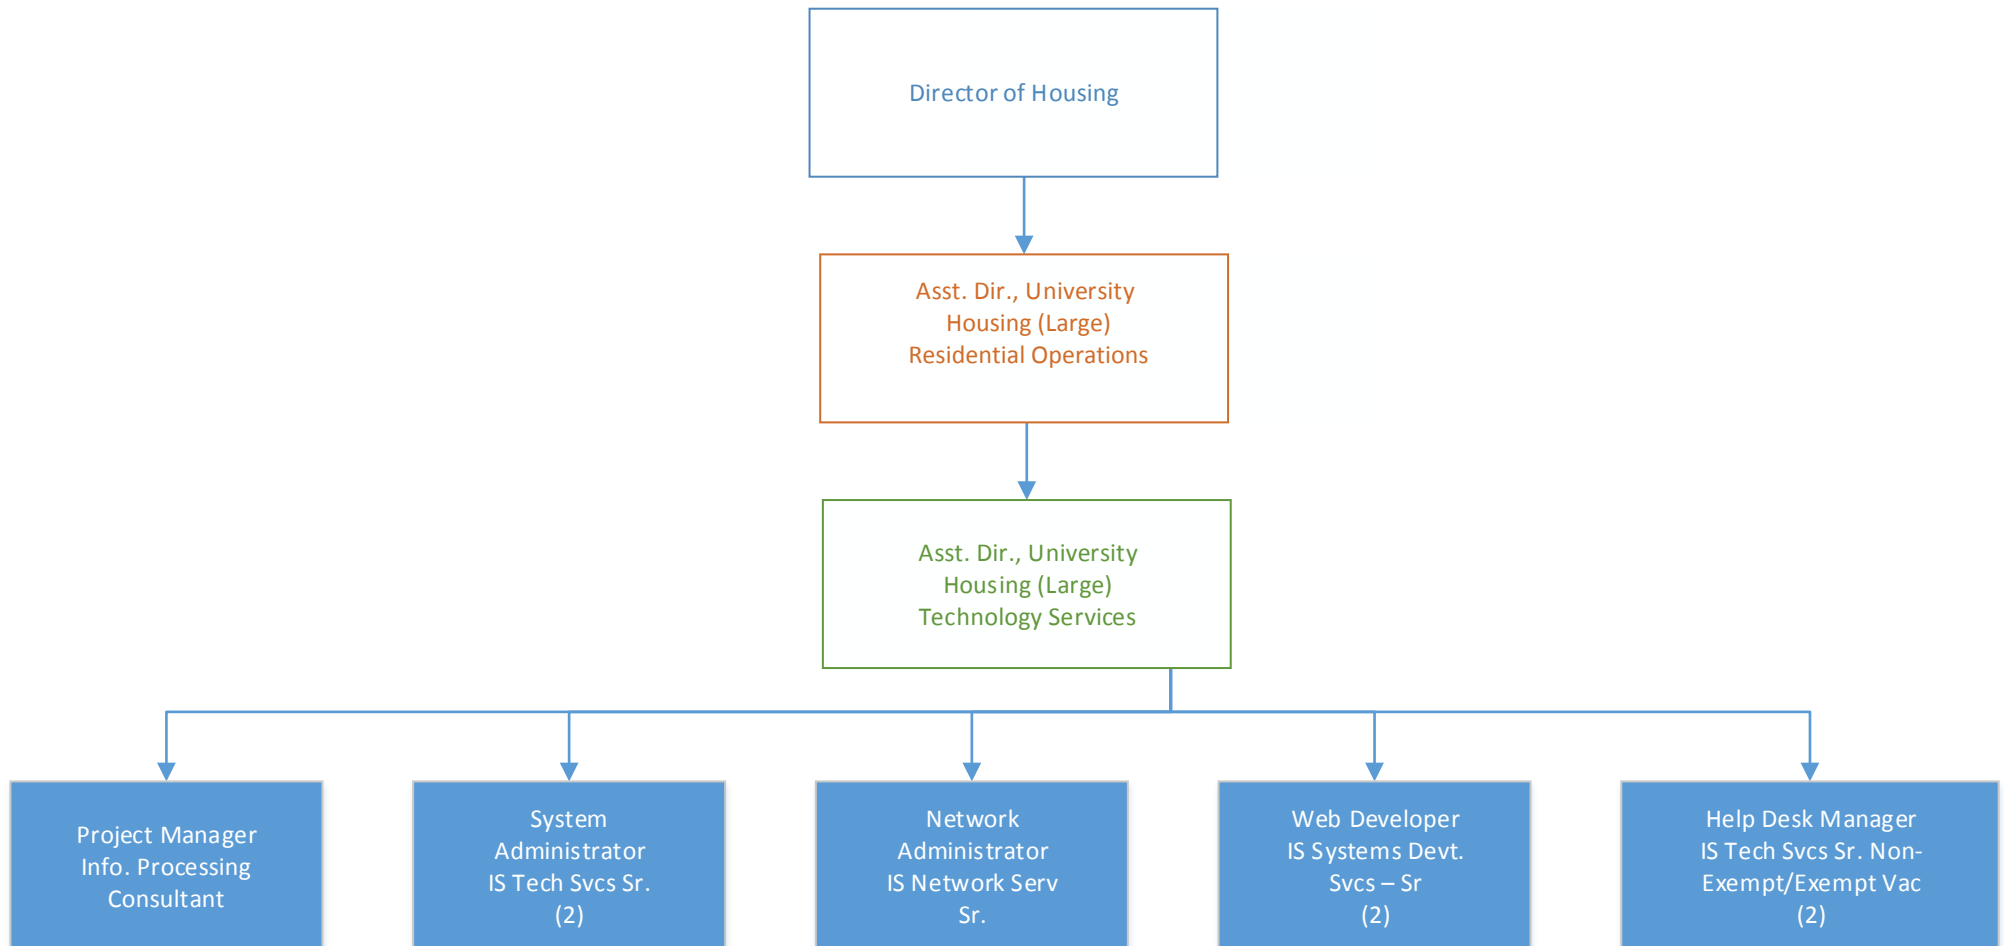 Director of Housing
Asst. Dir., University
Housing (Large)
Residential Operations
Asst. Dir., University
Housing (Large)
Technology Services
Project Manager
Info. Processing
Consultant
System
Administrator
IS Tech Svcs Sr.
(2)
Network
Administrator
IS Network Serv
Sr.
Web Developer
IS Systems Devt.
Svcs – Sr
(2)
Help Desk Manager
IS Tech Svcs Sr. Non-
Exempt/Exempt Vac
(2)